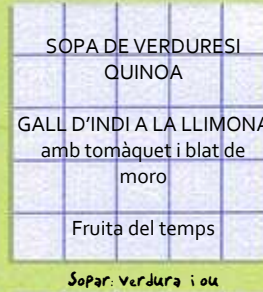 SOPA DE VERDURESI
QUINOA
GALL D'INDI A LA LLIMONA
amb tomàquet i blat de
moro
Fruita del temps
Sopar: verdura i ou